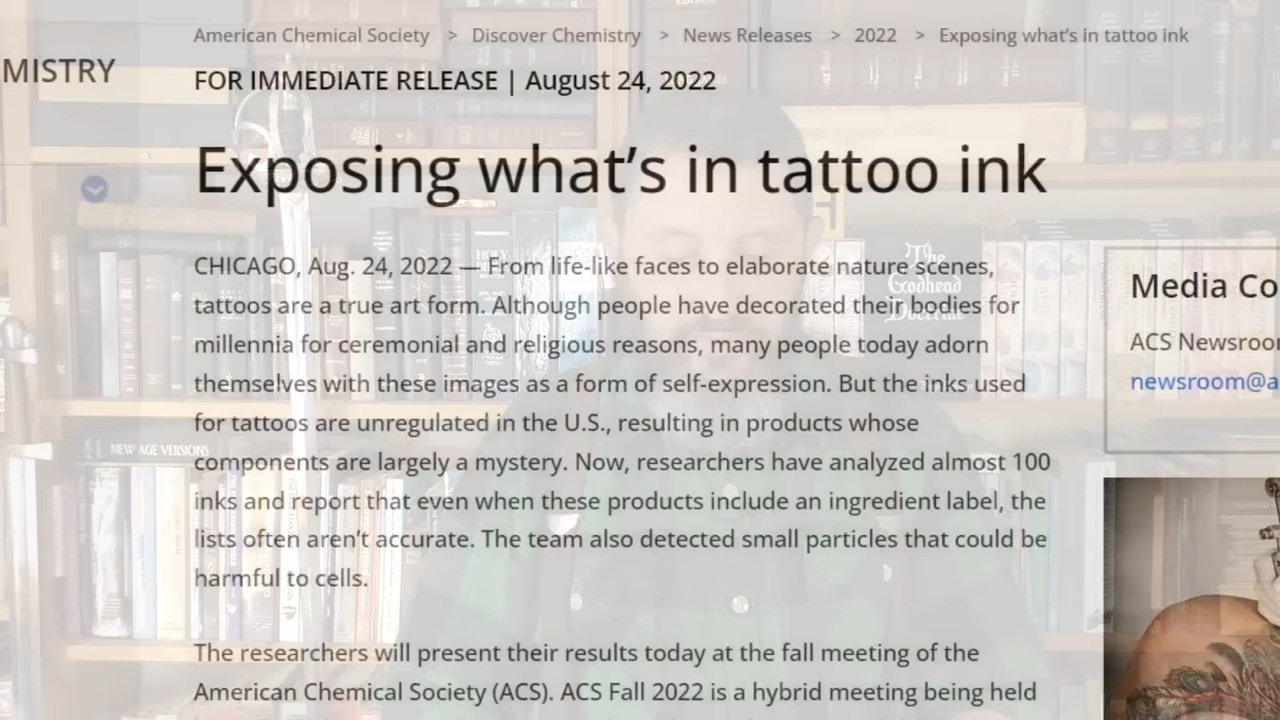 American Chemical Society > Discover Chemistry > News Releases > 2022 > Exposing what's in tattoo ink
MISTRY
FOR IMMEDIATE RELEASE | August 24, 2022
Exposing what's in tattoo ink
CHICAGO, Aug. 24, 2022 — From life-like faces to elaborate nature scenes,
tattoos are a true art form. Although people have decorated their bodies for
millennia for ceremonial and religious reasons, many people today adorn
themselves with these images as a form of self-expression. But the inks used
for tattoos are unregulated in the U.S., resulting in products whose
components are largely a mystery. Now, researchers have analyzed almost 100
inks and report that even when these products include an ingredient label, the
lists often aren't accurate. The team also detected small particles that could be
harmful to cells.
The researchers will present their results today at the fall meeting of the
American Chemical Society (ACS). ACS Fall 2022 is a hybrid meeting being held
Media Co
ACS Newsroo
newsroom@a
The
Godhead
Doctrine
HOLY
NEW AGE VERSIONS